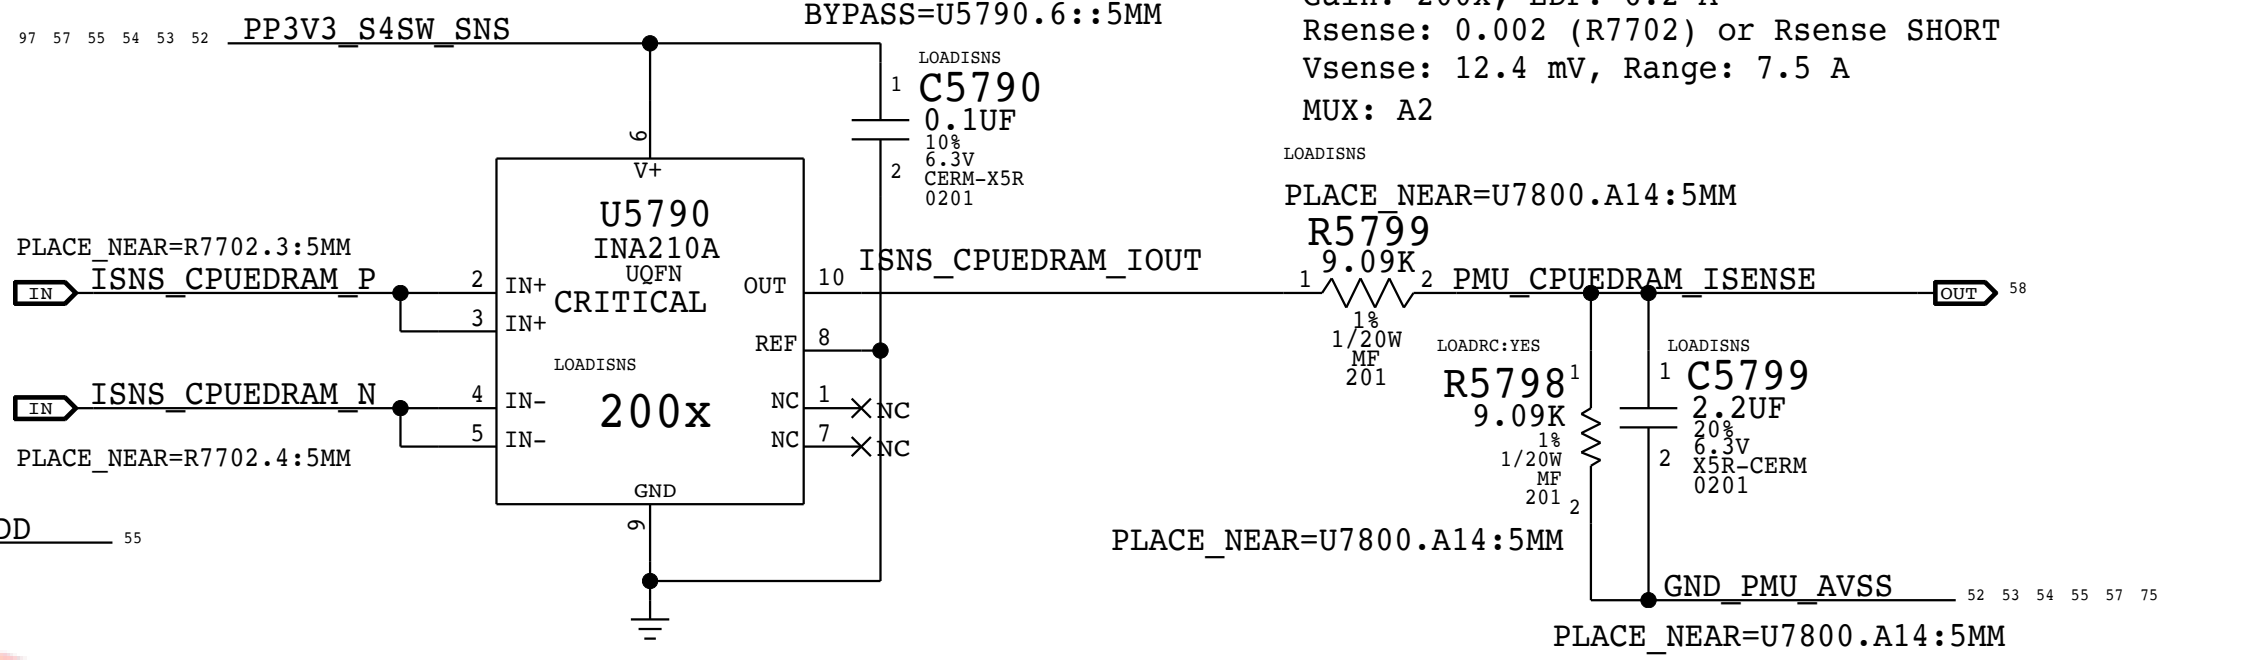 BYPASS=U5790.6::5MM
97 57 55 54 53 52 PP3V3_S4SW_SNS
Rsense: 0.002 (R7702) or Rsense SHORT
Vsense: 12.4 mV, Range: 7.5 A
MUX: A2
LOADISNS
1 C5790
0.1UF
10%
6.3V
2 CERM-X5R
0201
6
V+
U5790
INA210A
UQFN
CRITICAL
LOADISNS
200x
PLACE_NEAR=R7702.3:5MM
IN ISNS_CPUEDRAM_P 2 IN+
3 IN+
IN ISNS_CPUEDRAM_N 4 IN-
5 IN-
PLACE_NEAR=R7702.4:5MM
OUT 10 ISNS_CPUEDRAM_IOUT
REF 8
NC 1 NC
NC 7 NC
GND
9
DD 55
LOADISNS
PLACE_NEAR=U7800.A14:5MM
R5799
9.09K
1 2 PMU_CPUEDRAM_ISENSE OUT 58
1%
1/20W
MF
201
LOADRC:YES
R5798 1
9.09K
1%
1/20W
MF
201 2
PLACE_NEAR=U7800.A14:5MM
LOADISNS
1 C5799
2.2UF
20%
6.3V
2 X5R-CERM
0201
GND_PMU_AVSS 52 53 54 55 57 75
PLACE_NEAR=U7800.A14:5MM